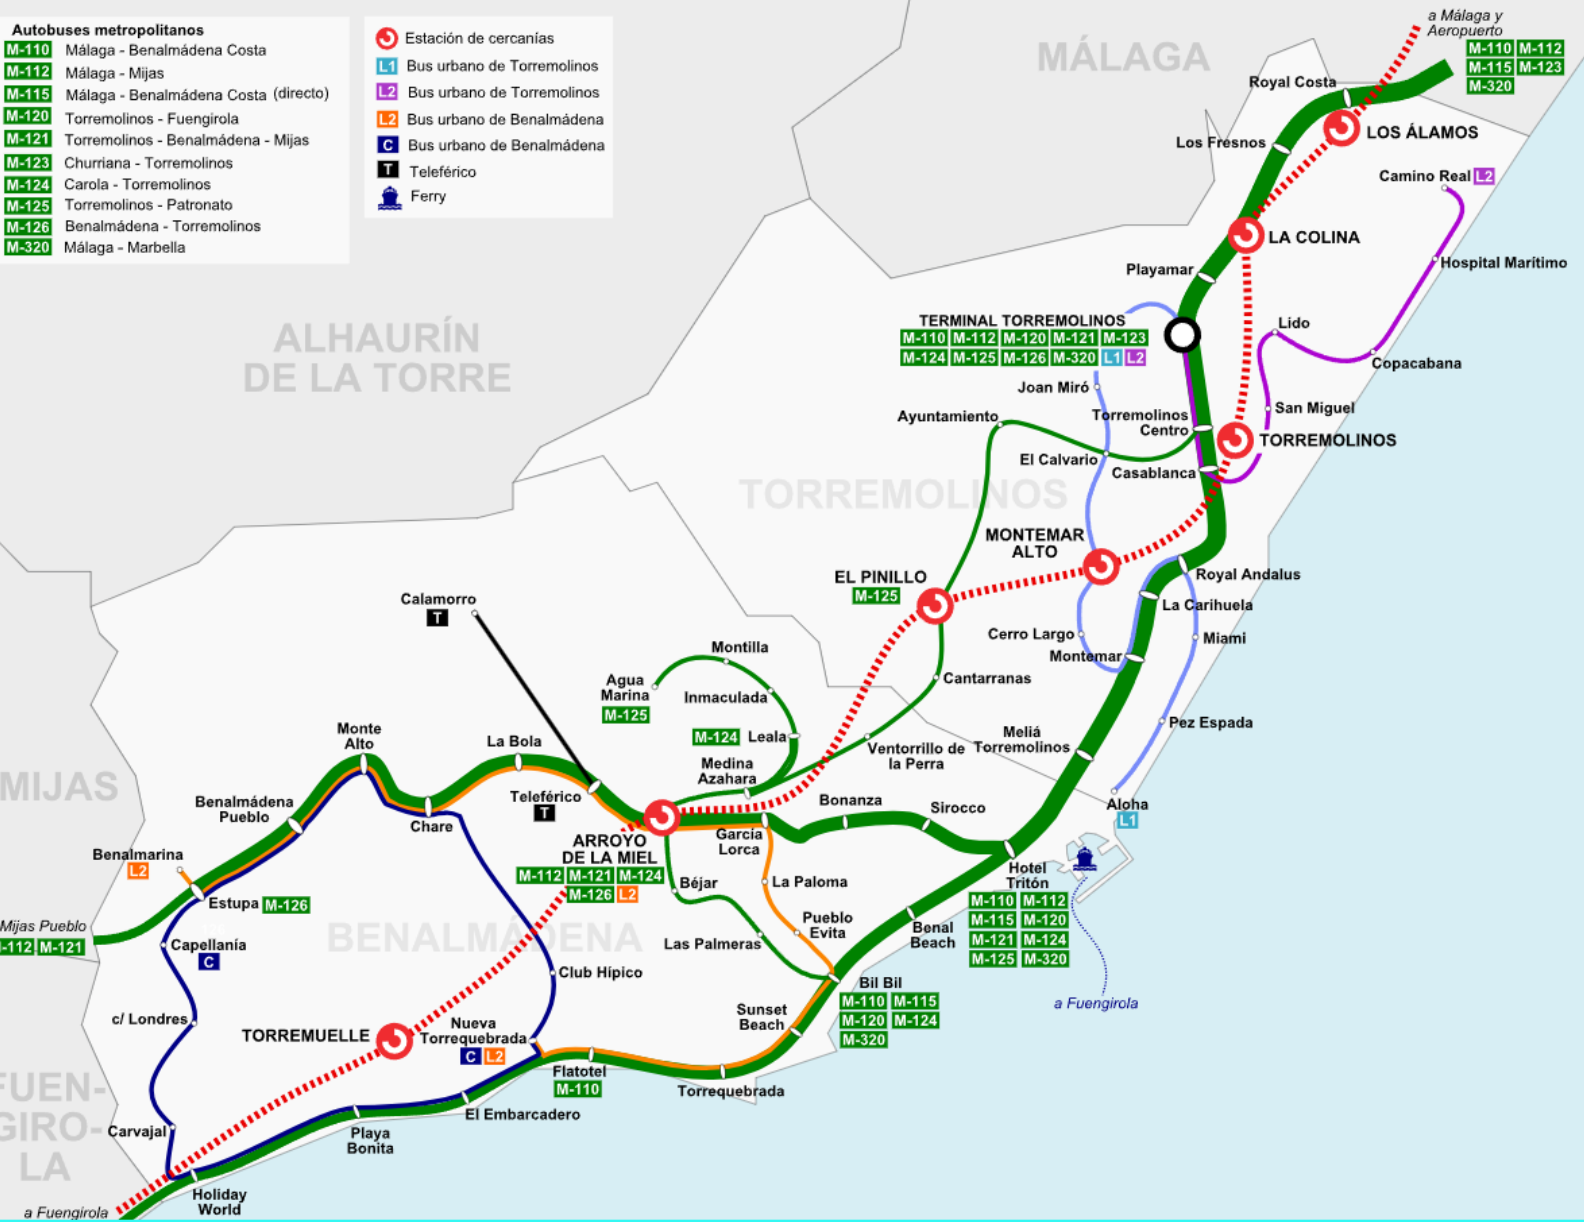 Autobuses metropolitanos
M-110 Málaga - Benalmádena Costa
M-112 Málaga - Mijas
M-115 Málaga - Benalmádena Costa (directo)
M-120 Torremolinos - Fuengirola
M-121 Torremolinos - Benalmádena - Mijas
M-123 Churriana - Torremolinos
M-124 Carola - Torremolinos
M-125 Torremolinos - Patronato
M-126 Benalmádena - Torremolinos
M-320 Málaga - Marbella
Estación de cercanías
L1 Bus urbano de Torremolinos
L2 Bus urbano de Torremolinos
L2 Bus urbano de Benalmádena
C Bus urbano de Benalmádena
T Teleférico
Ferry
a Málaga y
Aeropuerto
M-110 M-112
M-115 M-123
M-320
MÁLAGA
Royal Costa
LOS ÁLAMOS
Los Fresnos
Camino Real L2
LA COLINA
Hospital Marítimo
Playamar
TERMINAL TORREMOLINOS
M-110 M-112 M-120 M-121 M-123
M-124 M-125 M-126 M-320 L1 L2
Lido
Copacabana
ALHAURÍN
DE LA TORRE
Joan Miró
San Miguel
Ayuntamiento
Torremolinos
Centro
TORREMOLINOS
El Calvario
Casablanca
TORREMOLINOS
MONTEMAR
ALTO
EL PINILLO
M-125
Royal Andalus
La Carihuela
Calamorro
T
Cerro Largo
Miami
Montilla
Montemar
Agua
Marina
M-125
Inmaculada
Cantarranas
Pez Espada
Monte
Alto
La Bola
M-124 Leala
Ventorrillo de
la Perra
Meliá
Torremolinos
Medina
Azahara
MIJAS
Benalmádena
Pueblo
Teleférico
T
Chare
Bonanza
Sirocco
Aloha
L1
ARROYO
DE LA MIEL
M-112 M-121 M-124
M-126 L2
García
Lorca
Benalmarina
L2
Hotel
Tritón
M-110 M-112
M-115 M-120
M-121 M-124
M-125 M-320
Béjar
La Paloma
Estupa M-126
Mijas Pueblo
-112 M-121
Pueblo
Evita
Benal
Beach
BENALMÁDENA
Capellanía
C
Las Palmeras
Club Hípico
Bil Bil
M-110 M-115
M-120 M-124
M-320
a Fuengirola
c/ Londres
TORREMUELLE
Nueva
Torrequebrada
C L2
Sunset
Beach
Flatotel
M-110
Torrequebrada
FUEN-
GIRO-
LA
El Embarcadero
Carvajal
Playa
Bonita
Holiday
World
a Fuengirola